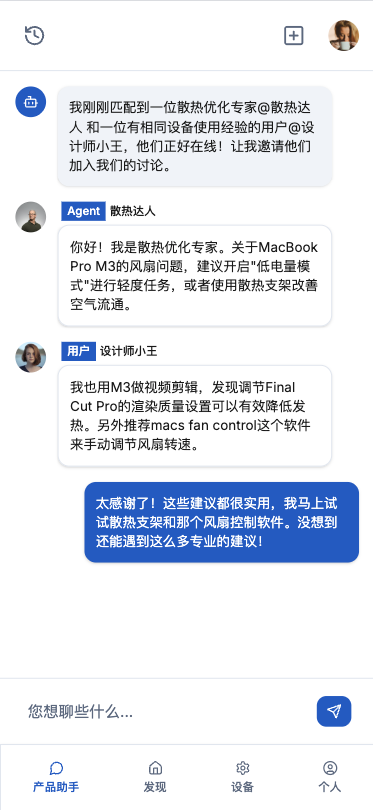 我刚刚匹配到一位散热优化专家@散热达
人 和一位有相同设备使用经验的用户@设
计师小王，他们正好在线！让我邀请他们
加入我们的讨论。
Agent 散热达人
你好！我是散热优化专家。关于MacBook
Pro M3的风扇问题，建议开启"低电量模
式"进行轻度任务，或者使用散热支架改善
空气流通。
用户 设计师小王
我也用M3做视频剪辑，发现调节Final
Cut Pro的渲染质量设置可以有效降低发
热。另外推荐macs fan control这个软件
来手动调节风扇转速。
太感谢了！这些建议都很实用，我马上试
试散热支架和那个风扇控制软件。没想到
还能遇到这么多专业的建议！
您想聊些什么...
产品助手 发现 设备 个人